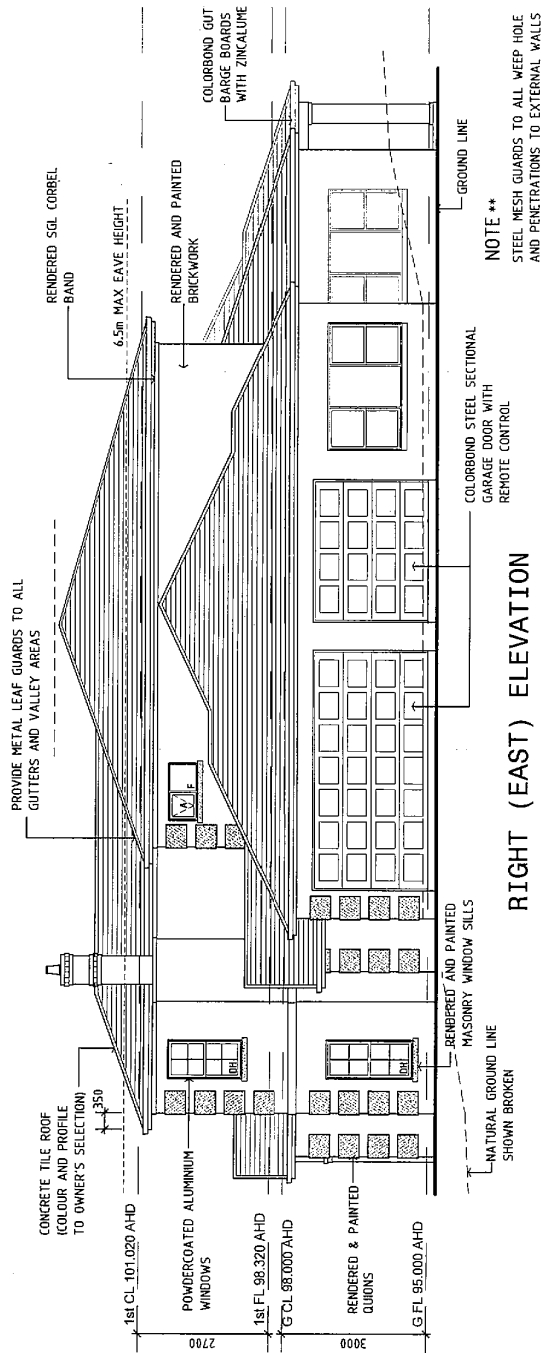 PROVIDE METAL LEAF GUARDS TO ALL
GUTTERS AND VALLEY AREAS
RENDERED SGL CORBEL
BAND
6.5m MAX EAVE HEIGHT
COLORBOND GUT
BARGE BOARDS
WITH ZINCALUME
CONCRETE TILE ROOF
(COLOUR AND PROFILE
TO OWNER'S SELECTION)
350
RENDERED AND PAINTED
BRICKWORK
1st CL 101.020 AHD
POWDERCOATED ALUMINIUM
WINDOWS
W
F
DH
2700
1st FL 98.320 AHD
G CL 98.000 AHD
RENDERED & PAINTED
QUIONS
DH
3000
G FL 95.000 AHD
RENBERED AND PAINTED
MASONRY WINDOW SILLS
NATURAL GROUND LINE
SHOWN BROKEN
COLORBOND STEEL SECTIONAL
GARAGE DOOR WITH
REMOTE CONTROL
GROUND LINE
NOTE **
STEEL MESH GUARDS TO ALL WEEP HOLE
AND PENETRATIONS TO EXTERNAL WALLS
RIGHT (EAST) ELEVATION